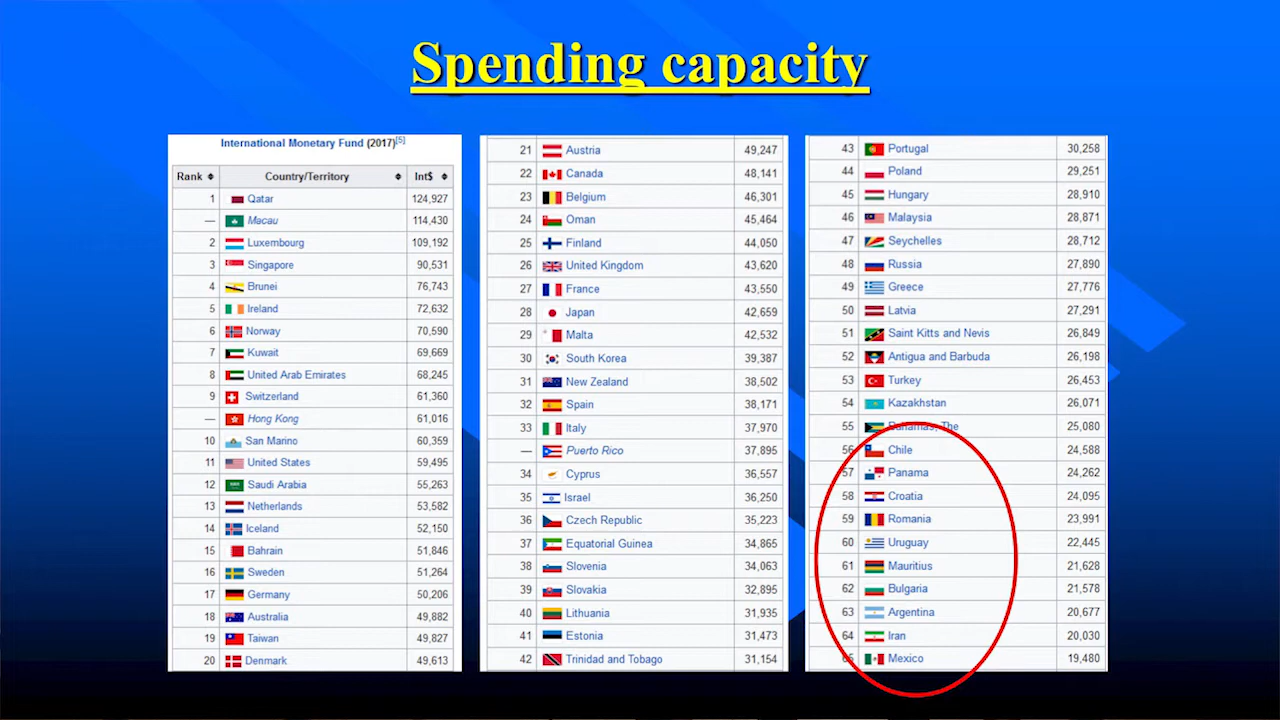 Spending capacity
International Monetary Fund (2017)[5]
Rank Country/Territory Int$
1 Qatar 124,927
— Macau 114,430
2 Luxembourg 109,192
3 Singapore 90,531
4 Brunei 76,743
5 Ireland 72,632
6 Norway 70,590
7 Kuwait 69,669
8 United Arab Emirates 68,245
9 Switzerland 61,360
— Hong Kong 61,016
10 San Marino 60,359
11 United States 59,495
12 Saudi Arabia 55,263
13 Netherlands 53,582
14 Iceland 52,150
15 Bahrain 51,846
16 Sweden 51,264
17 Germany 50,206
18 Australia 49,882
19 Taiwan 49,827
20 Denmark 49,613
21 Austria 49,247
22 Canada 48,141
23 Belgium 46,301
24 Oman 45,464
25 Finland 44,050
26 United Kingdom 43,620
27 France 43,550
28 Japan 42,659
29 Malta 42,532
30 South Korea 39,387
31 New Zealand 38,502
32 Spain 38,171
33 Italy 37,970
— Puerto Rico 37,895
34 Cyprus 36,557
35 Israel 36,250
36 Czech Republic 35,223
37 Equatorial Guinea 34,865
38 Slovenia 34,063
39 Slovakia 32,895
40 Lithuania 31,935
41 Estonia 31,473
42 Trinidad and Tobago 31,154
43 Portugal 30,258
44 Poland 29,251
45 Hungary 28,910
46 Malaysia 28,871
47 Seychelles 28,712
48 Russia 27,890
49 Greece 27,776
50 Latvia 27,291
51 Saint Kitts and Nevis 26,849
52 Antigua and Barbuda 26,198
53 Turkey 26,453
54 Kazakhstan 26,071
55 Bahamas, The 25,080
56 Chile 24,588
57 Panama 24,262
58 Croatia 24,095
59 Romania 23,991
60 Uruguay 22,445
61 Mauritius 21,628
62 Bulgaria 21,578
63 Argentina 20,677
64 Iran 20,030
65 Mexico 19,480